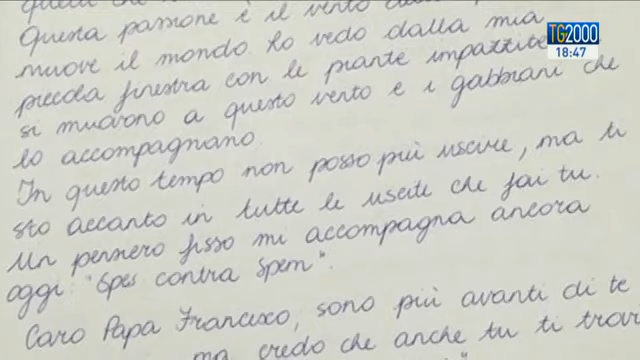 Questa passione è il vento
muove il mondo. Lo vedo dalla mia
piccola finestra con le piante impazzite
si muovono a questo vento e i gabbiani che
lo accompagnano
In questo tempo non posso più uscire, ma ti
sto accanto in tutte le uscite che fai tu.
Un pensiero fisso mi accompagna ancora
oggi: "Spes contra Spem".
Caro Papa Francesco, sono più avanti di te
ma credo che anche tu ti
TG2000
18:47